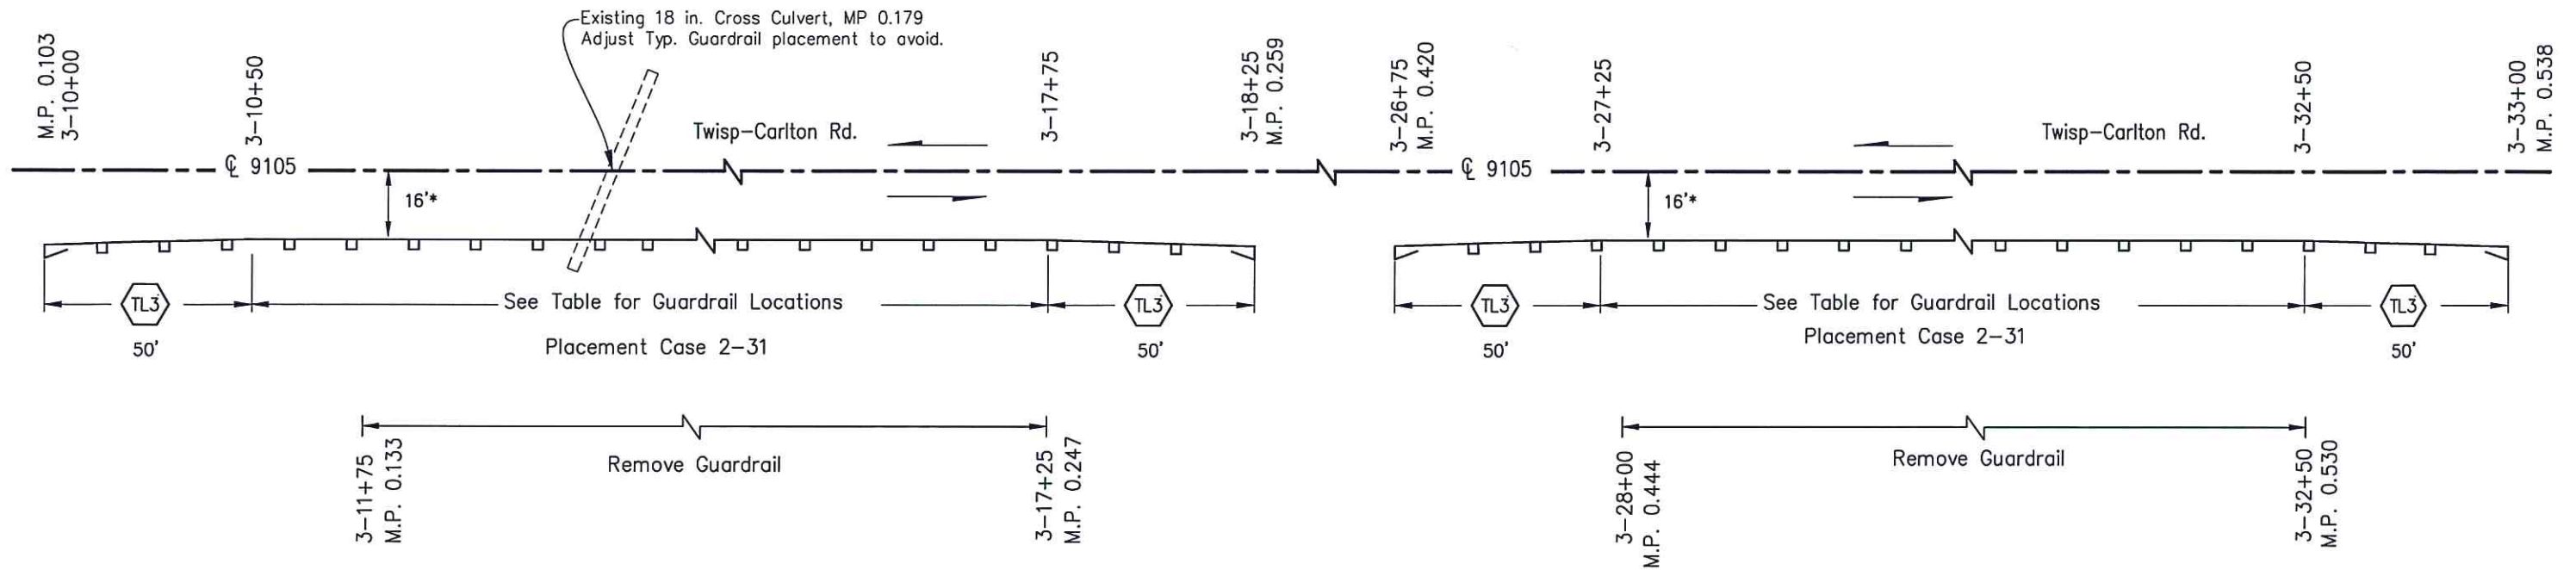 Existing 18 in. Cross Culvert, MP 0.179
Adjust Typ. Guardrail placement to avoid.
M.P. 0.103
3-10+00
3-10+50
3-17+75
3-18+25
M.P. 0.259
3-26+75
M.P. 0.420
3-27+25
3-32+50
3-33+00
M.P. 0.538
Twisp-Carlton Rd.
Twisp-Carlton Rd.
℄ 9105
℄ 9105
16'*
16'*
TL3
See Table for Guardrail Locations
TL3
TL3
See Table for Guardrail Locations
TL3
50'
Placement Case 2-31
50'
50'
Placement Case 2-31
50'
Remove Guardrail
Remove Guardrail
3-11+75
M.P. 0.133
3-17+25
M.P. 0.247
3-28+00
M.P. 0.444
3-32+50
M.P. 0.530